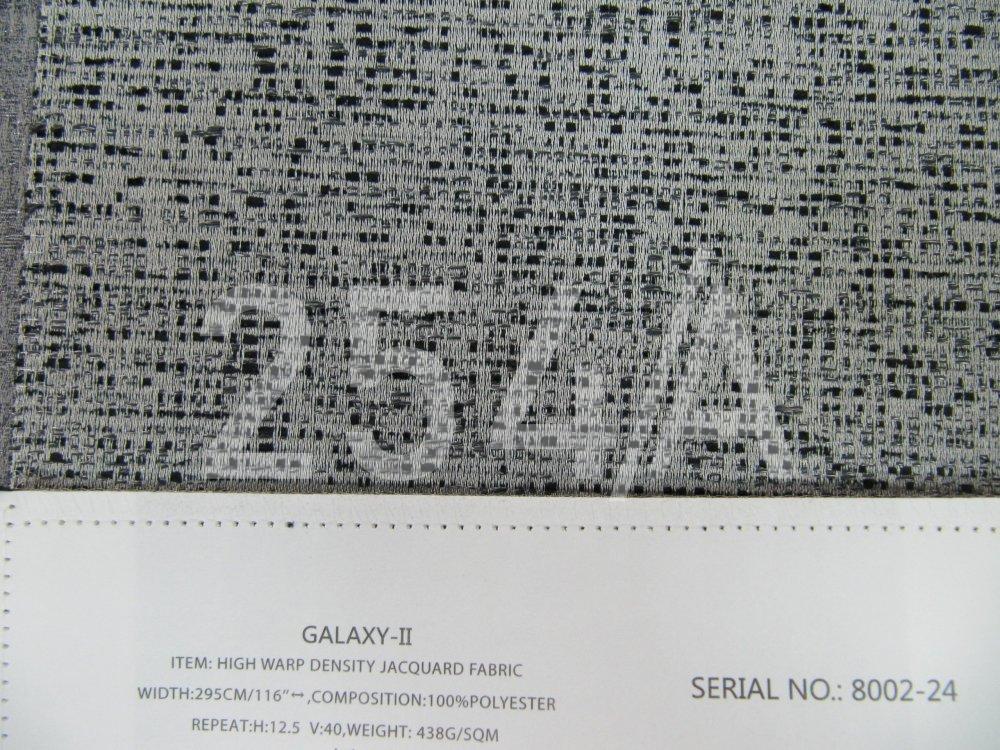 254/A
GALAXY-II
ITEM: HIGH WARP DENSITY JACQUARD FABRIC
WIDTH:295CM/116"↔,COMPOSITION:100%POLYESTER
SERIAL NO.: 8002-24
REPEAT:H:12.5 V:40,WEIGHT: 438G/SQM